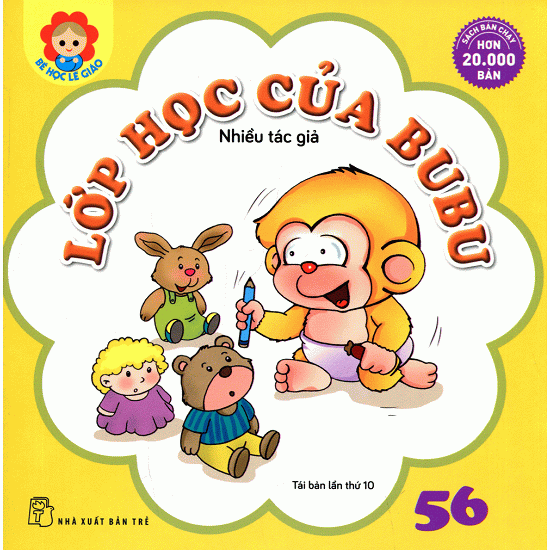 BÉ HỌC LỄ GIÁO
SÁCH BÁN CHẠY
HƠN
20.000
BẢN
LỚP HỌC CỦA BUBU
Nhiều tác giả
Tái bản lần thứ 10
NHÀ XUẤT BẢN TRẺ
56